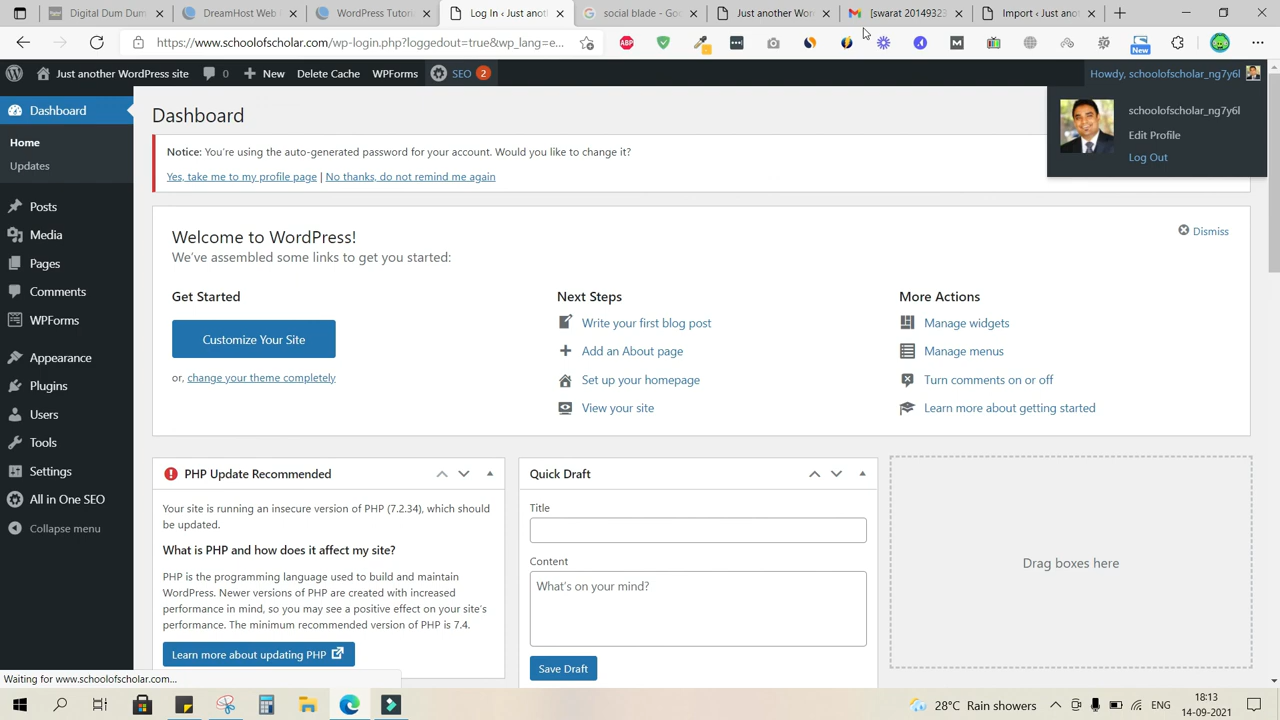 Dum Dum Dum
DreamHost Web
WordPress Tutor
Log In ‹ Just anot
social blade - Goo
Just another Wor
[swarat 2014932
Import ‹ Just anot
https://www.schoolofscholar.com/wp-login.php?loggedout=true&wp_lang=e...
ABP
New
Just another WordPress site
0
New
Delete Cache
WPForms
SEO
2
Howdy, schoolofscholar_ng7y6l
Dashboard
Home
Updates
Posts
Media
Pages
Comments
WPForms
Appearance
Plugins
Users
Tools
Settings
All in One SEO
Collapse menu
Dashboard
schoolofscholar_ng7y6l
Edit Profile
Log Out
Notice: You're using the auto-generated password for your account. Would you like to change it?
Yes, take me to my profile page | No thanks, do not remind me again
Welcome to WordPress!
We've assembled some links to get you started:
Dismiss
Get Started
Customize Your Site
or, change your theme completely
Next Steps
Write your first blog post
Add an About page
Set up your homepage
View your site
More Actions
Manage widgets
Manage menus
Turn comments on or off
Learn more about getting started
PHP Update Recommended
Your site is running an insecure version of PHP (7.2.34), which should
be updated.
What is PHP and how does it affect my site?
PHP is the programming language used to build and maintain
WordPress. Newer versions of PHP are created with increased
performance in mind, so you may see a positive effect on your site's
performance. The minimum recommended version of PHP is 7.4.
Learn more about updating PHP
Quick Draft
Title
Content
What's on your mind?
Save Draft
Drag boxes here
Waiting for www.schoolofscholar.com...
28°C Rain showers
ENG
18:13
14-09-2021